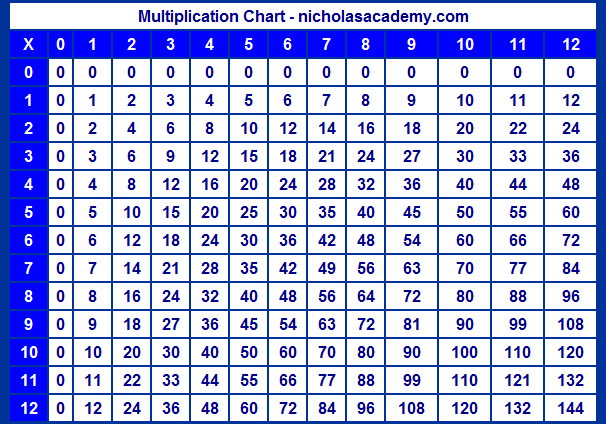 Multiplication Chart - nicholasacademy.com
X 0 1 2 3 4 5 6 7 8 9 10 11 12
0 0 0 0 0 0 0 0 0 0 0 0 0 0
1 0 1 2 3 4 5 6 7 8 9 10 11 12
2 0 2 4 6 8 10 12 14 16 18 20 22 24
3 0 3 6 9 12 15 18 21 24 27 30 33 36
4 0 4 8 12 16 20 24 28 32 36 40 44 48
5 0 5 10 15 20 25 30 35 40 45 50 55 60
6 0 6 12 18 24 30 36 42 48 54 60 66 72
7 0 7 14 21 28 35 42 49 56 63 70 77 84
8 0 8 16 24 32 40 48 56 64 72 80 88 96
9 0 9 18 27 36 45 54 63 72 81 90 99 108
10 0 10 20 30 40 50 60 70 80 90 100 110 120
11 0 11 22 33 44 55 66 77 88 99 110 121 132
12 0 12 24 36 48 60 72 84 96 108 120 132 144